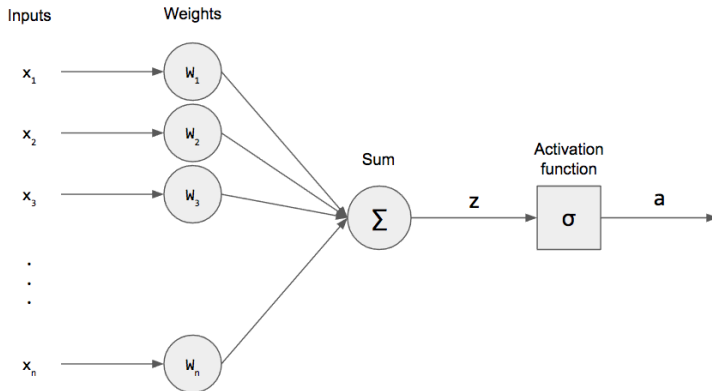 Inputs
Weights
x₁
W₁
x₂
W₂
Sum
Activation
function
x₃
W₃
Σ
z
σ
a
.
.
.
xₙ
Wₙ